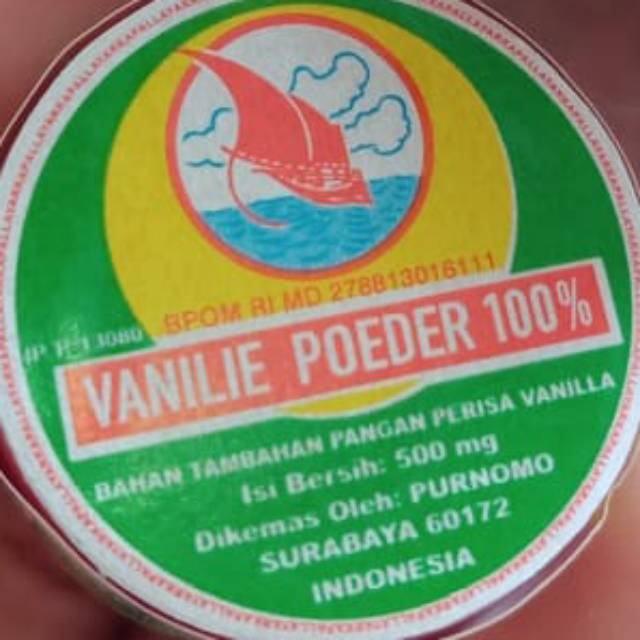 BPOM RI MD 278813016111
VANILIE POEDER 100%
BAHAN TAMBAHAN PANGAN PERISA VANILLA
Isi Bersih: 500 mg
Dikemas Oleh: PURNOMO
SURABAYA 60172
INDONESIA